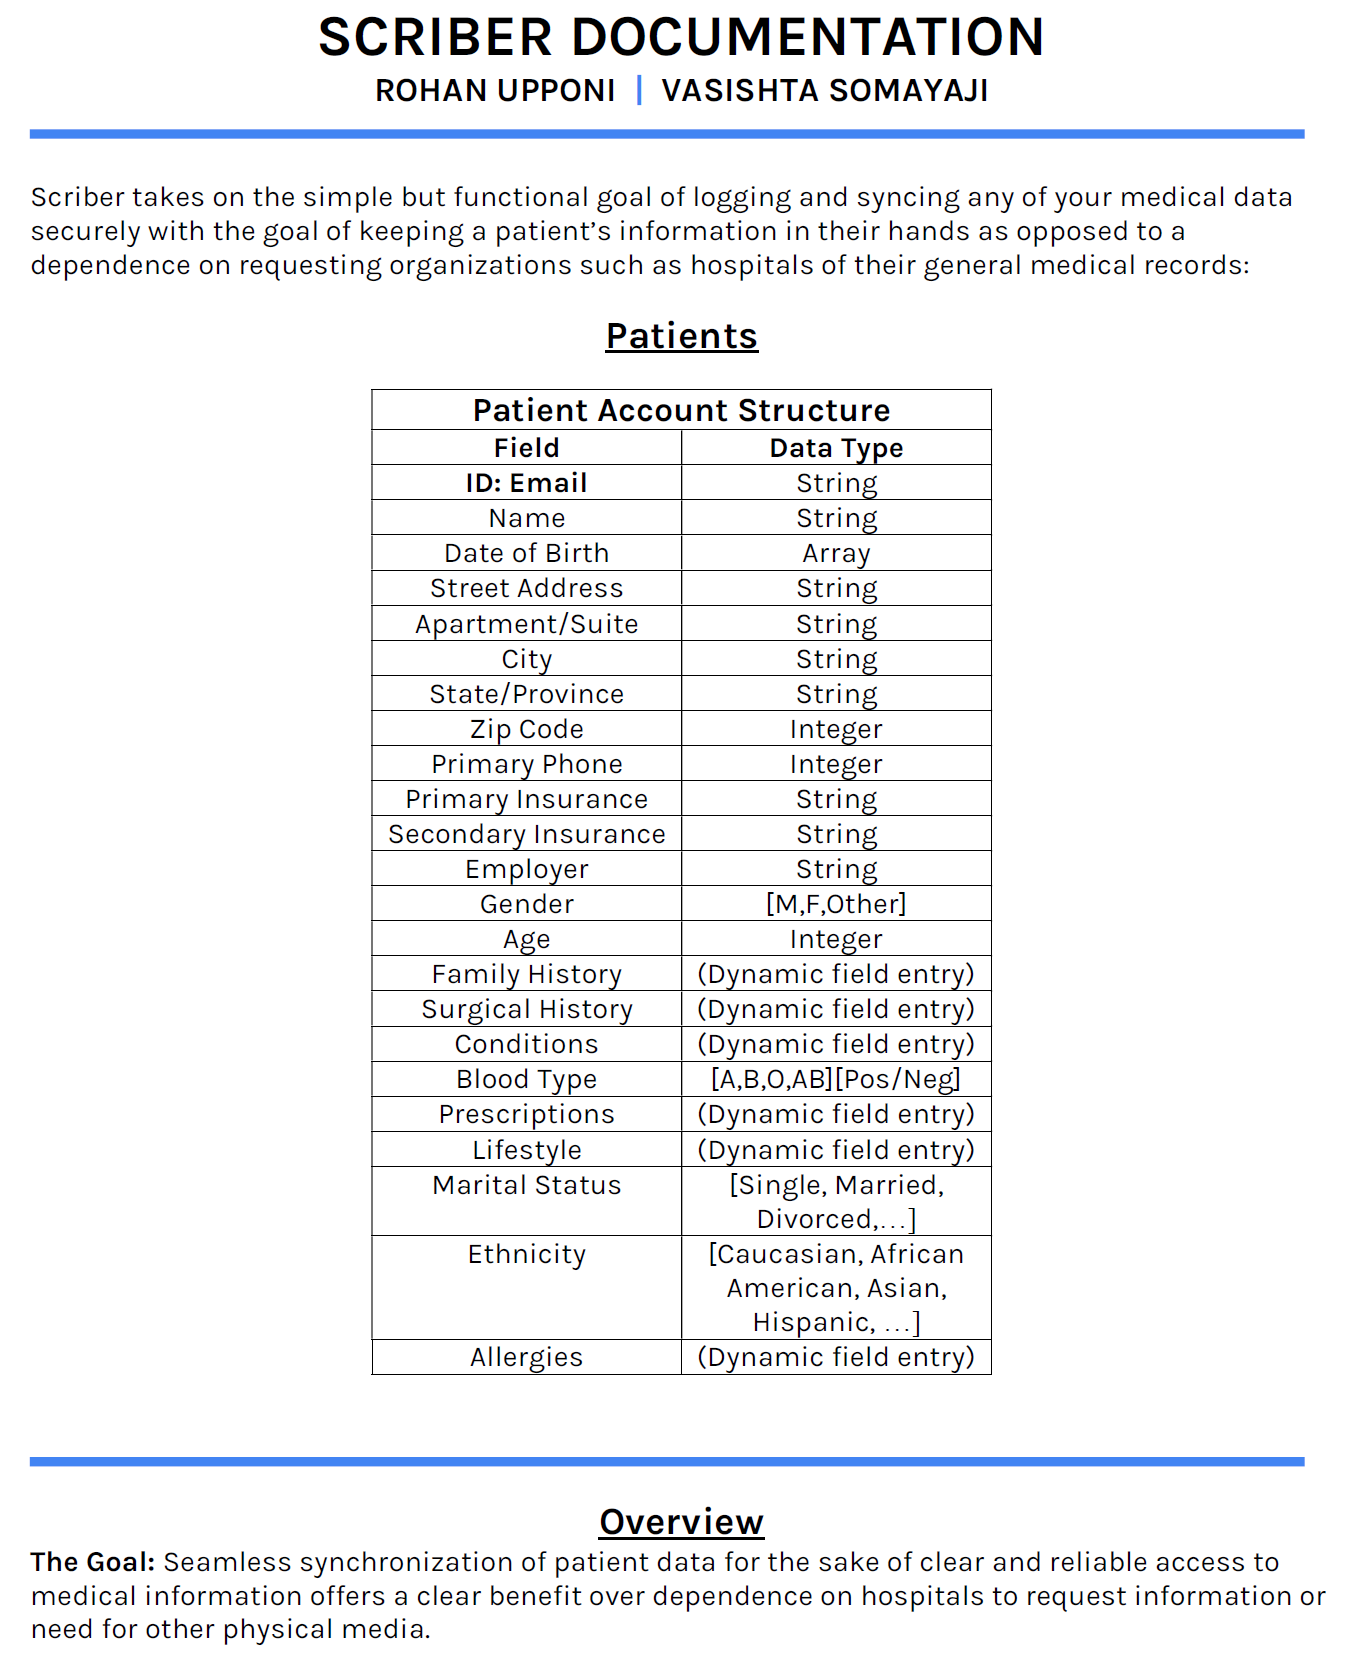 SCRIBER DOCUMENTATION
ROHAN UPPONI | VASISHTA SOMAYAJI
Scriber takes on the simple but functional goal of logging and syncing any of your medical data
securely with the goal of keeping a patient’s information in their hands as opposed to a
dependence on requesting organizations such as hospitals of their general medical records:
Patients
Patient Account Structure
Field Data Type
ID: Email String
Name String
Date of Birth Array
Street Address String
Apartment/Suite String
City String
State/Province String
Zip Code Integer
Primary Phone Integer
Primary Insurance String
Secondary Insurance String
Employer String
Gender [M,F,Other]
Age Integer
Family History (Dynamic field entry)
Surgical History (Dynamic field entry)
Conditions (Dynamic field entry)
Blood Type [A,B,O,AB][Pos/Neg]
Prescriptions (Dynamic field entry)
Lifestyle (Dynamic field entry)
Marital Status [Single, Married,
Divorced,…]
Ethnicity [Caucasian, African
American, Asian,
Hispanic, …]
Allergies (Dynamic field entry)
Overview
The Goal: Seamless synchronization of patient data for the sake of clear and reliable access to
medical information offers a clear benefit over dependence on hospitals to request information or
need for other physical media.